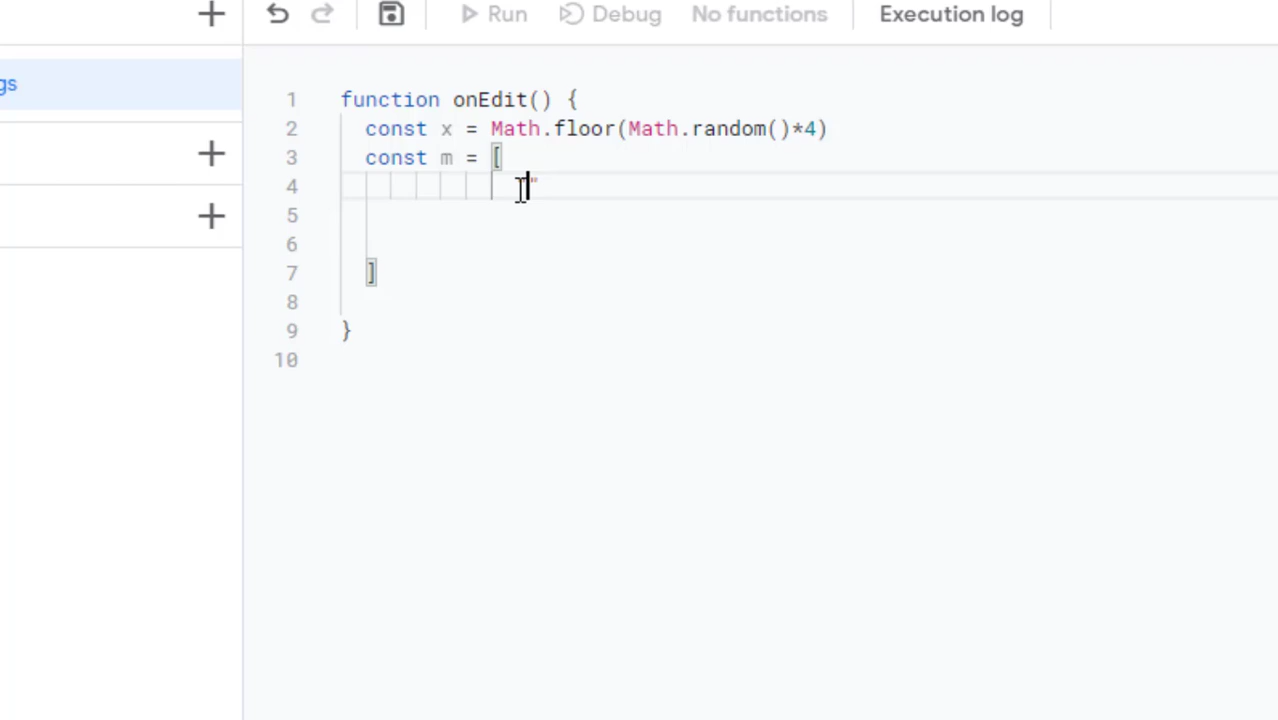 Run Debug No functions Execution log
gs
1 function onEdit() {
2 const x = Math.floor(Math.random()*4)
3 const m = [
4 ""
5
6
7 ]
8
9 }
10